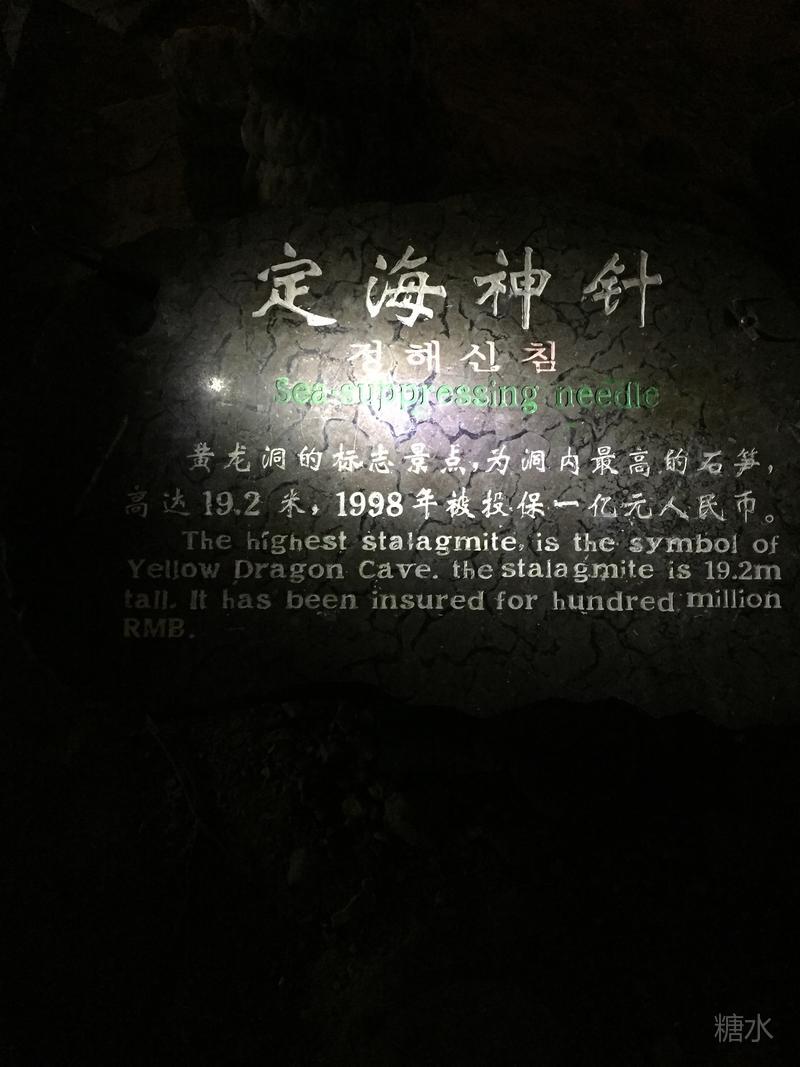 定海神针
정해신침
Sea-suppressing needle
黄龙洞的标志景点,为洞内最高的石笋,
高达19.2米,1998年被投保一亿元人民币。
The highest stalagmite, is the symbol of
Yellow Dragon Cave. the stalagmite is 19.2m
tall. It has been insured for hundred million
RMB.
糖水